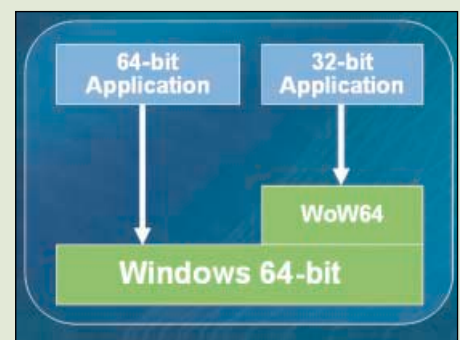 64-bit
Application
32-bit
Application
WoW64
Windows 64-bit